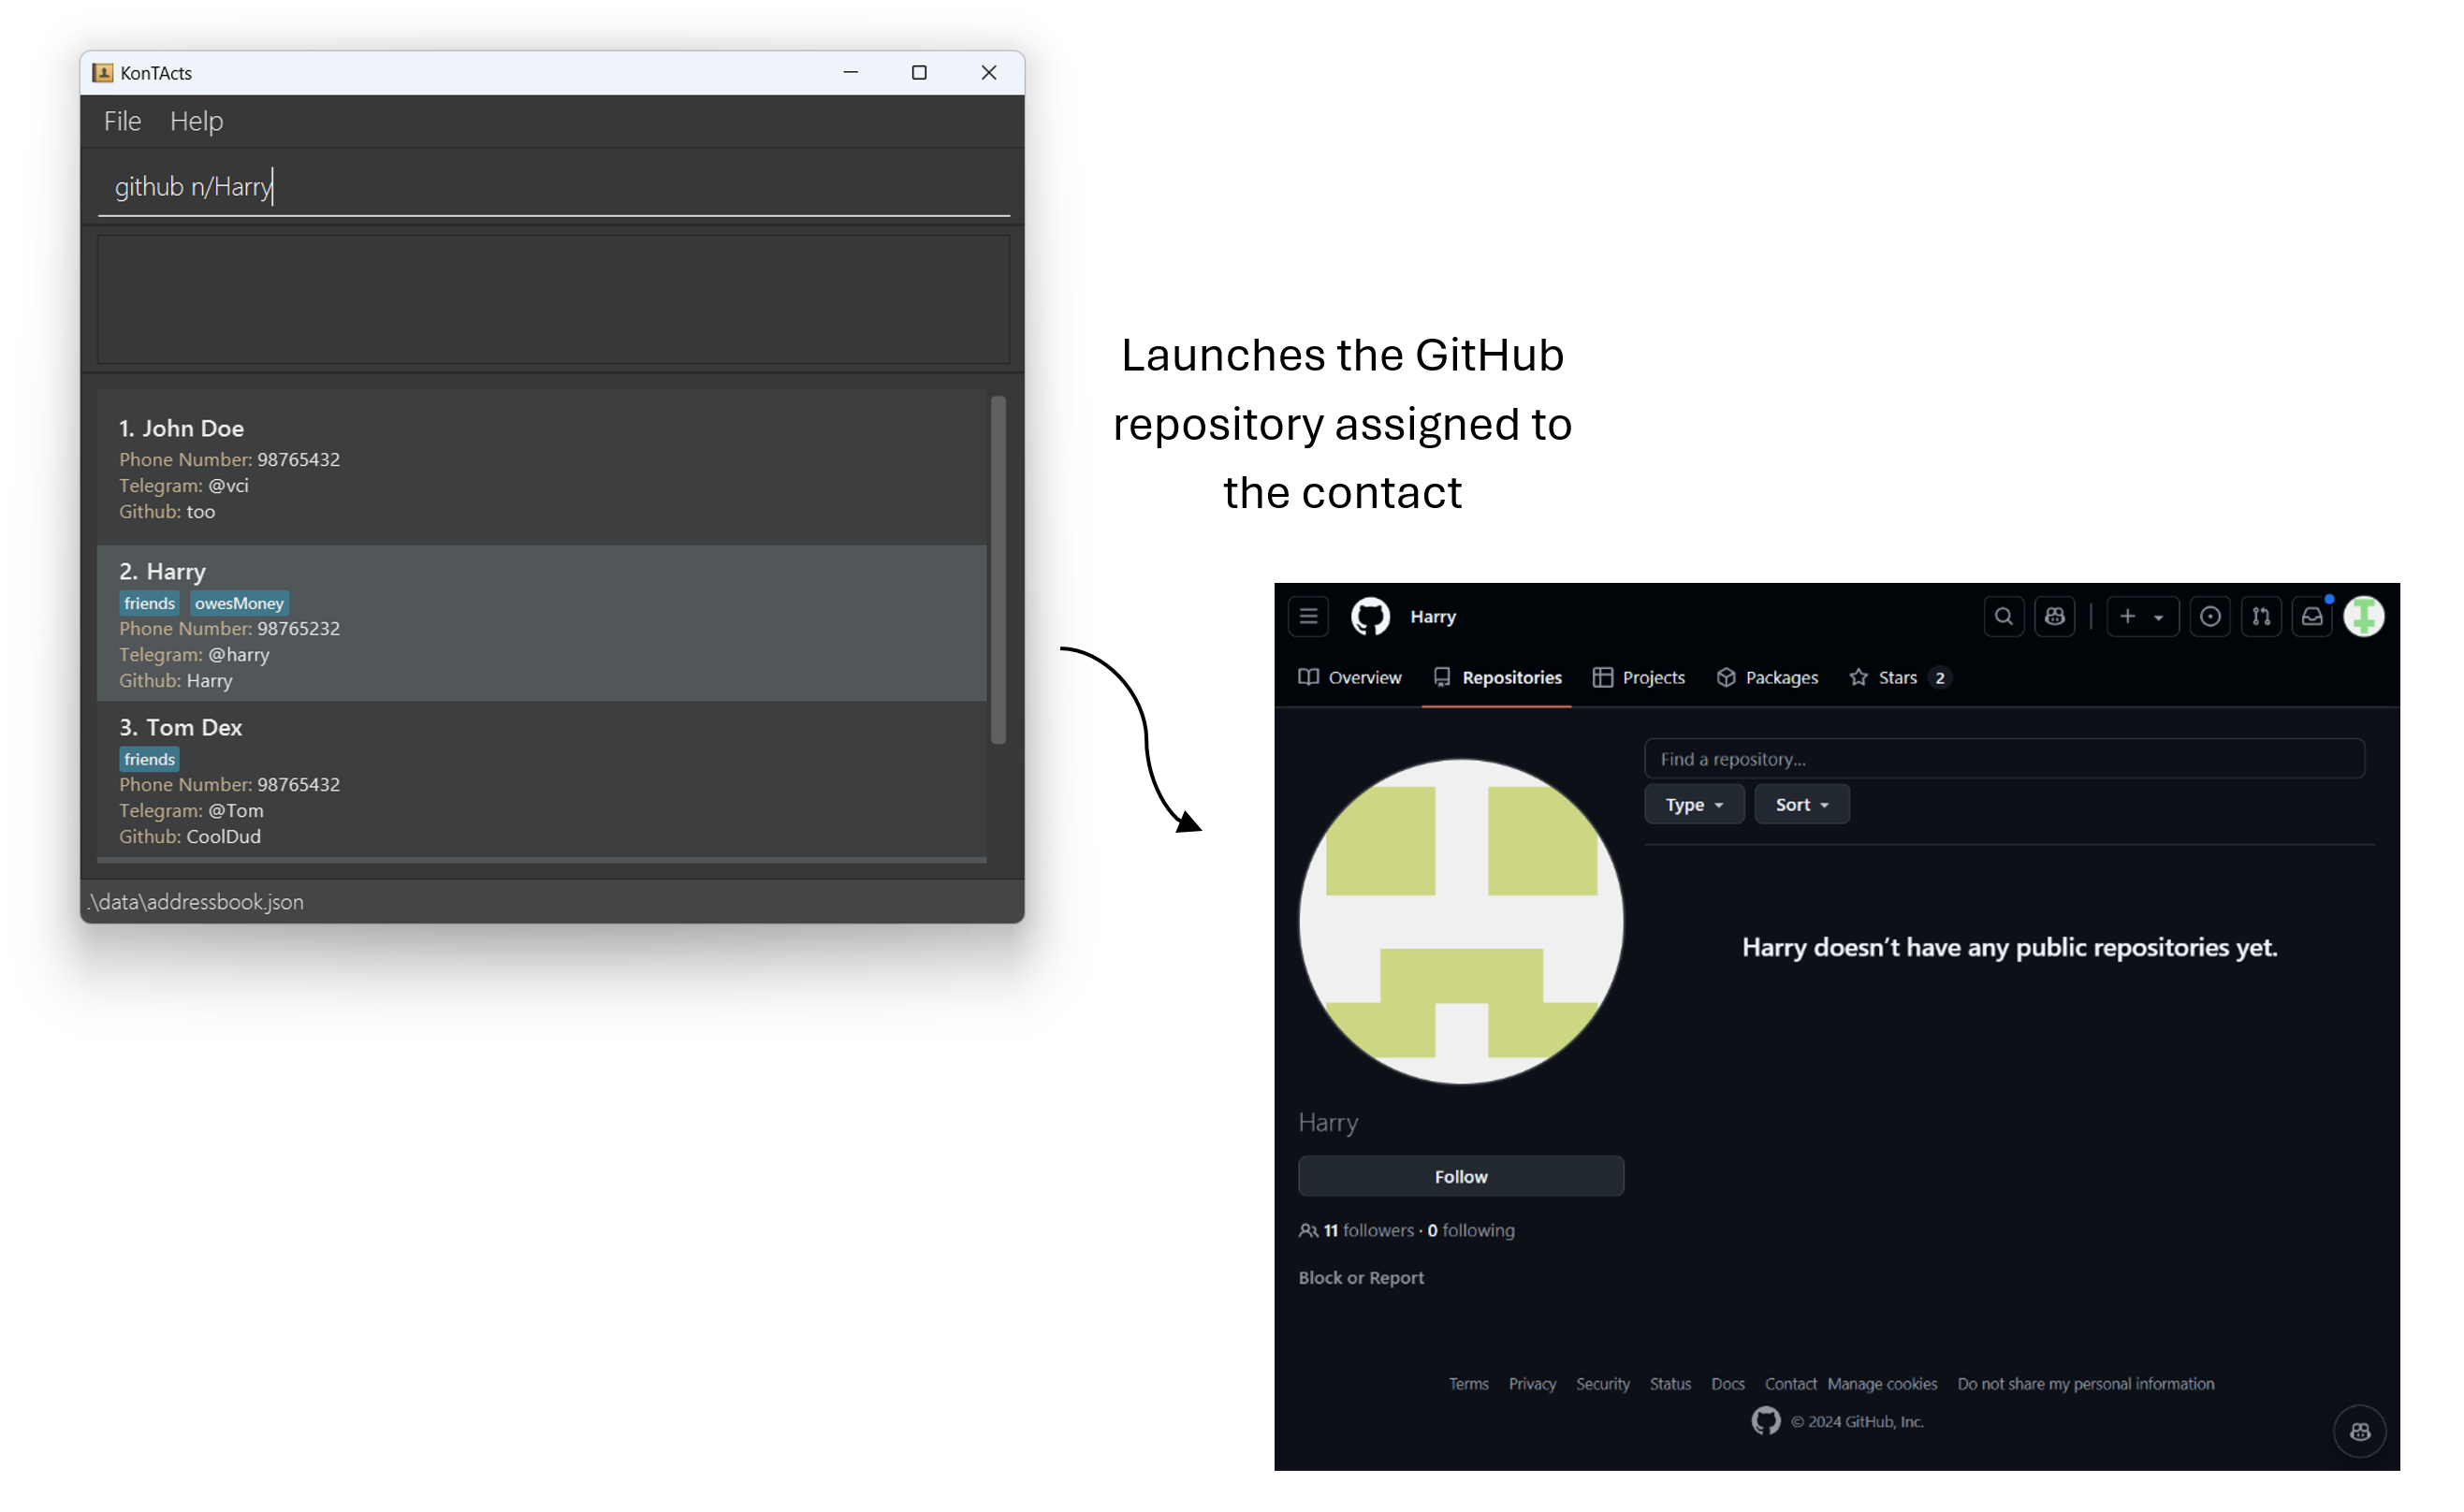 KonTActs
File Help
github n/Harry
1. John Doe
Phone Number: 98765432
Telegram: @vci
Github: too
2. Harry
friends owesMoney
Phone Number: 98765232
Telegram: @harry
Github: Harry
3. Tom Dex
friends
Phone Number: 98765432
Telegram: @Tom
Github: CoolDud
.\data\addressbook.json
Launches the GitHub
repository assigned to
the contact
Harry
Overview Repositories Projects Packages Stars 2
Find a repository...
Type Sort
Harry doesn’t have any public repositories yet.
Harry
Follow
11 followers · 0 following
Block or Report
Terms Privacy Security Status Docs Contact Manage cookies Do not share my personal information
© 2024 GitHub, Inc.